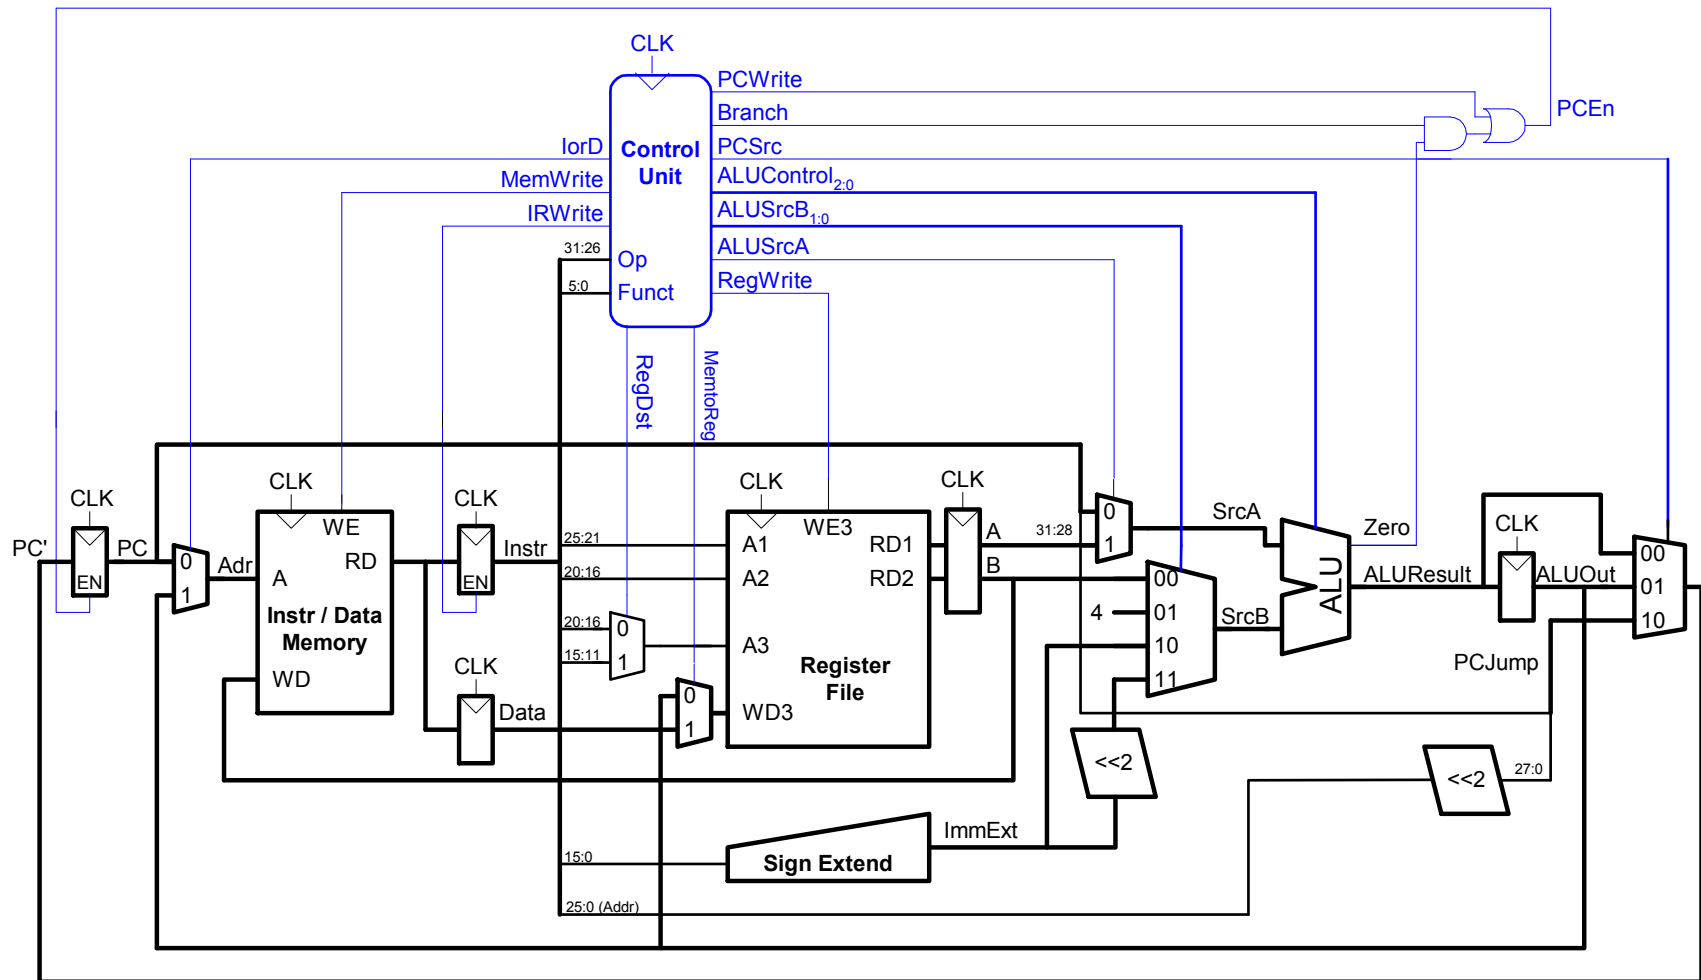 CLK
PCWrite
Branch
PCEn
IorD
Control
Unit
PCSrc
MemWrite
ALUControl2:0
IRWrite
ALUSrcB1:0
31:26
Op
ALUSrcA
5:0
Funct
RegWrite
RegDst
MemtoReg
CLK
CLK
CLK
CLK
CLK
CLK
PC'
EN
PC
0
1
Adr
WE
A
RD
Instr / Data
Memory
WD
EN
Instr
CLK
Data
25:21
20:16
20:16
15:11
0
1
0
1
WE3
A1
A2
A3
WD3
RD1
RD2
Register
File
A
B
31:28
0
1
00
01
10
11
4
SrcA
SrcB
ALU
Zero
ALUResult
ALUOut
00
01
10
PCJump
<<2
<<2
27:0
ImmExt
15:0
Sign Extend
25:0 (Addr)